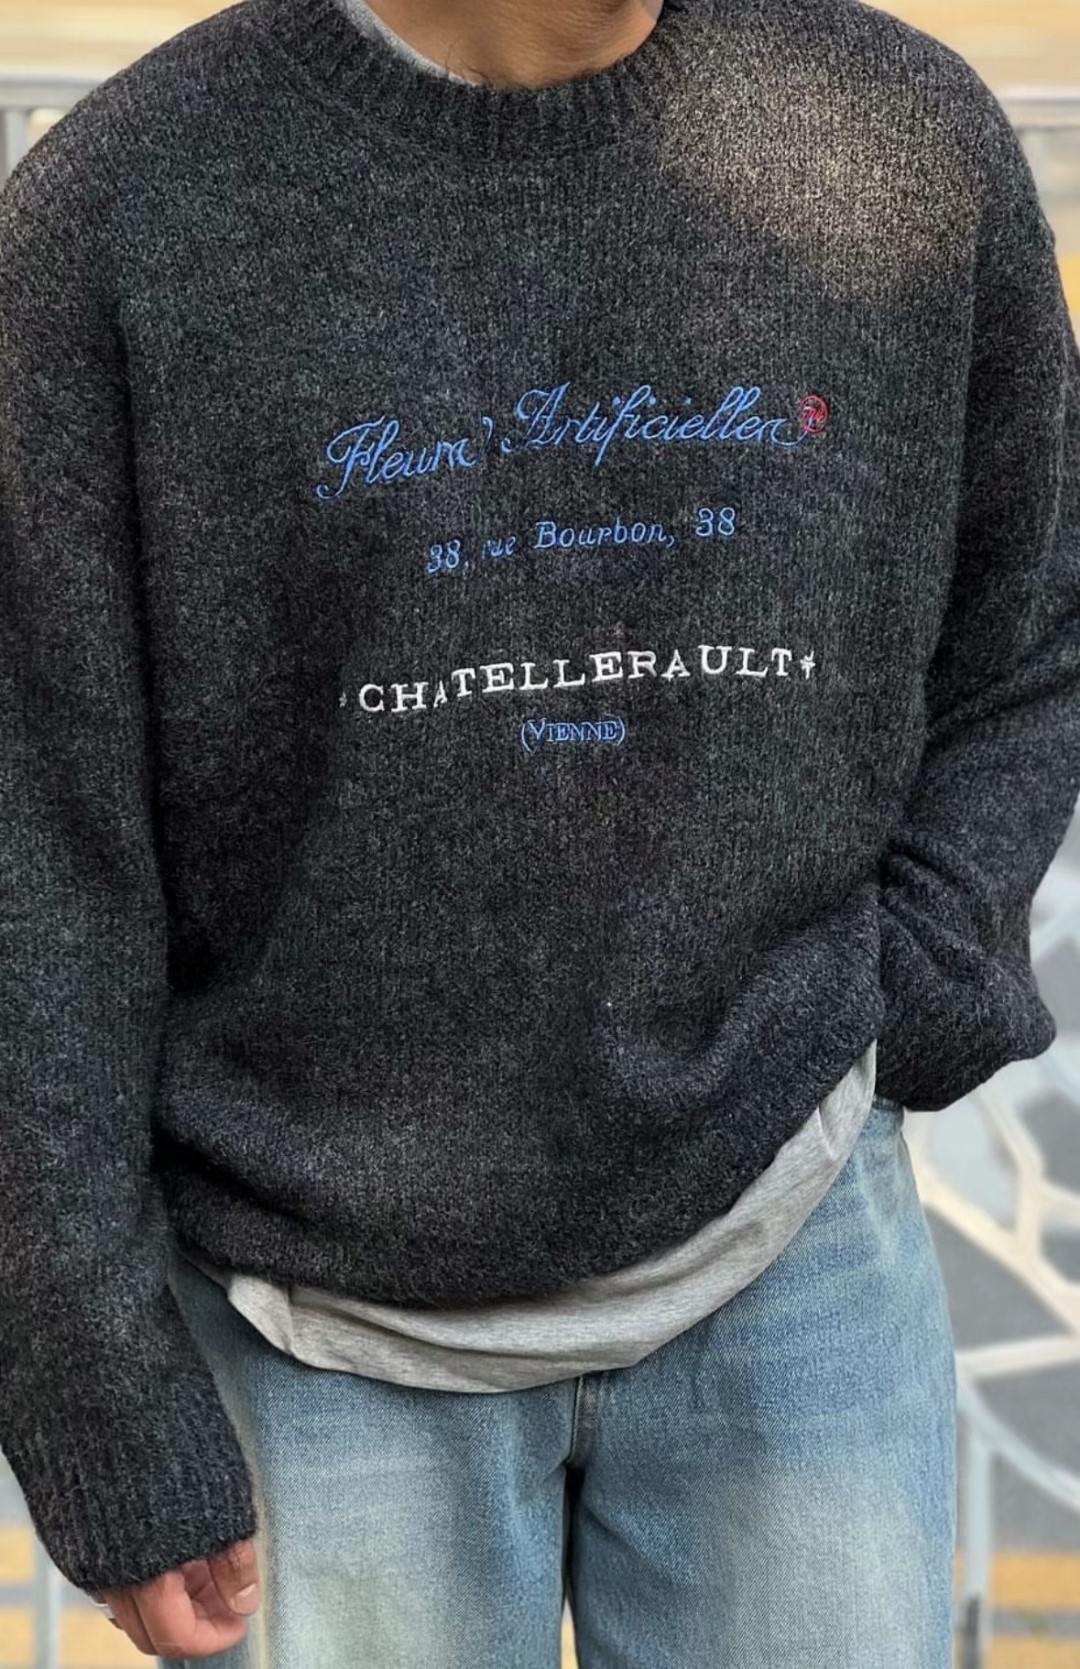 Fleurs Artificielles
38, rue Bourbon, 38
*CHATELLERAULT*
(VIENNE)